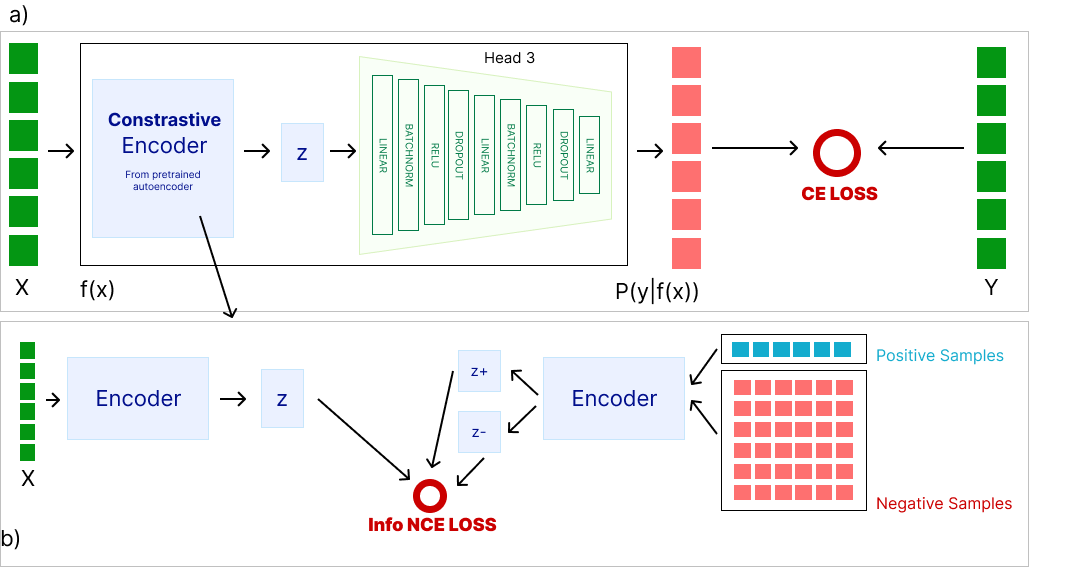 a)
Head 3
Constrastive
Encoder
From pretrained
autoencoder
z
LINEAR
BATCHNORM
RELU
DROPOUT
LINEAR
BATCHNORM
RELU
DROPOUT
LINEAR
CE LOSS
X
f(x)
P(y|f(x))
Y
Positive Samples
z+
Encoder
z
z-
Encoder
X
Negative Samples
Info NCE LOSS
b)